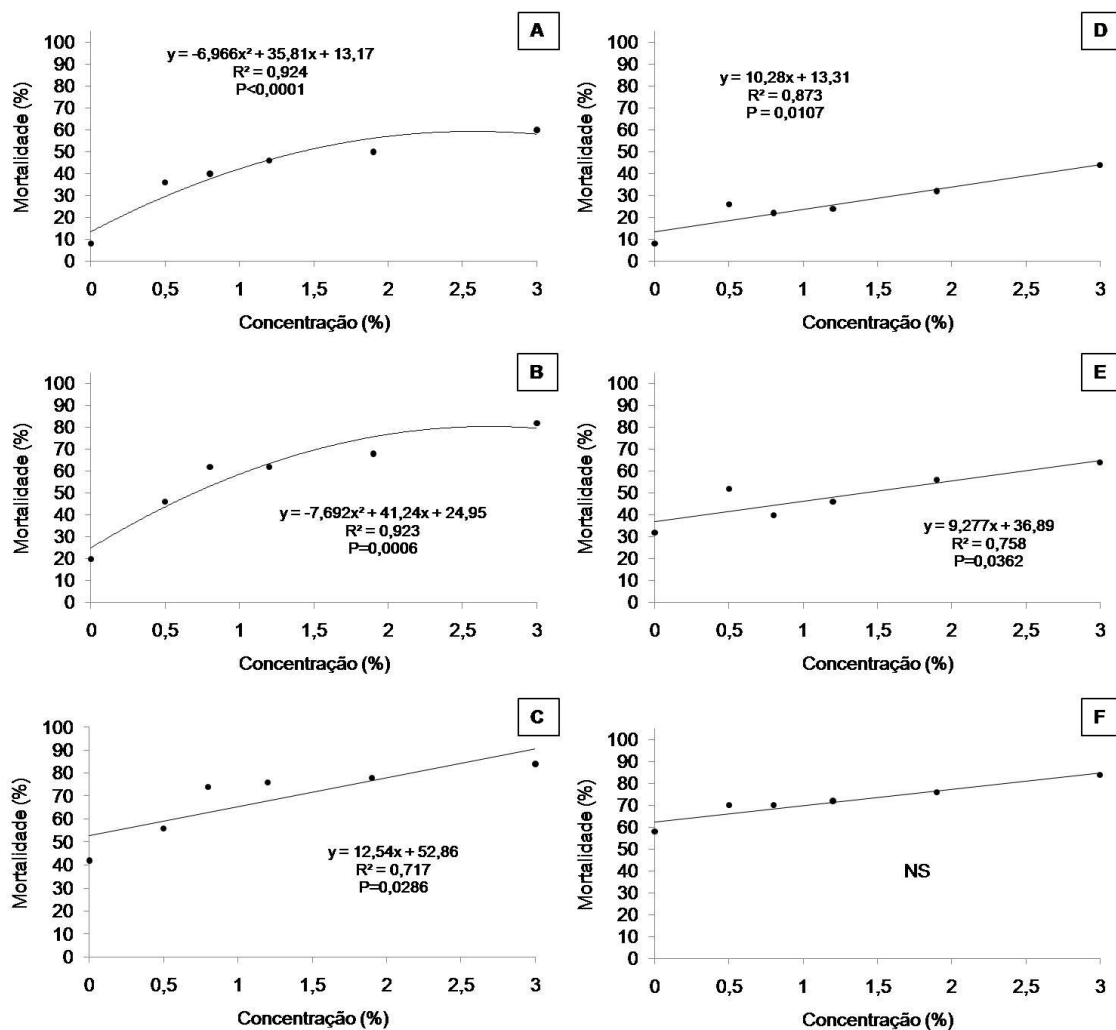 A
y = -6,966x² + 35,81x + 13,17
R² = 0,924
P<0,0001
Mortalidade (%)
100
90
80
70
60
50
40
30
20
10
0
0 0,5 1 1,5 2 2,5 3
Concentração (%)
D
y = 10,28x + 13,31
R² = 0,873
P = 0,0107
Mortalidade (%)
100
90
80
70
60
50
40
30
20
10
0
0 0,5 1 1,5 2 2,5 3
Concentração (%)
B
y = -7,692x² + 41,24x + 24,95
R² = 0,923
P=0,0006
Mortalidade (%)
100
90
80
70
60
50
40
30
20
10
0
0 0,5 1 1,5 2 2,5 3
Concentração (%)
E
y = 9,277x + 36,89
R² = 0,758
P=0,0362
Mortalidade (%)
100
90
80
70
60
50
40
30
20
10
0
0 0,5 1 1,5 2 2,5 3
Concentração (%)
C
y = 12,54x + 52,86
R² = 0,717
P=0,0286
Mortalidade (%)
100
90
80
70
60
50
40
30
20
10
0
0 0,5 1 1,5 2 2,5 3
Concentração (%)
F
NS
Mortalidade (%)
100
90
80
70
60
50
40
30
20
10
0
0 0,5 1 1,5 2 2,5 3
Concentração (%)